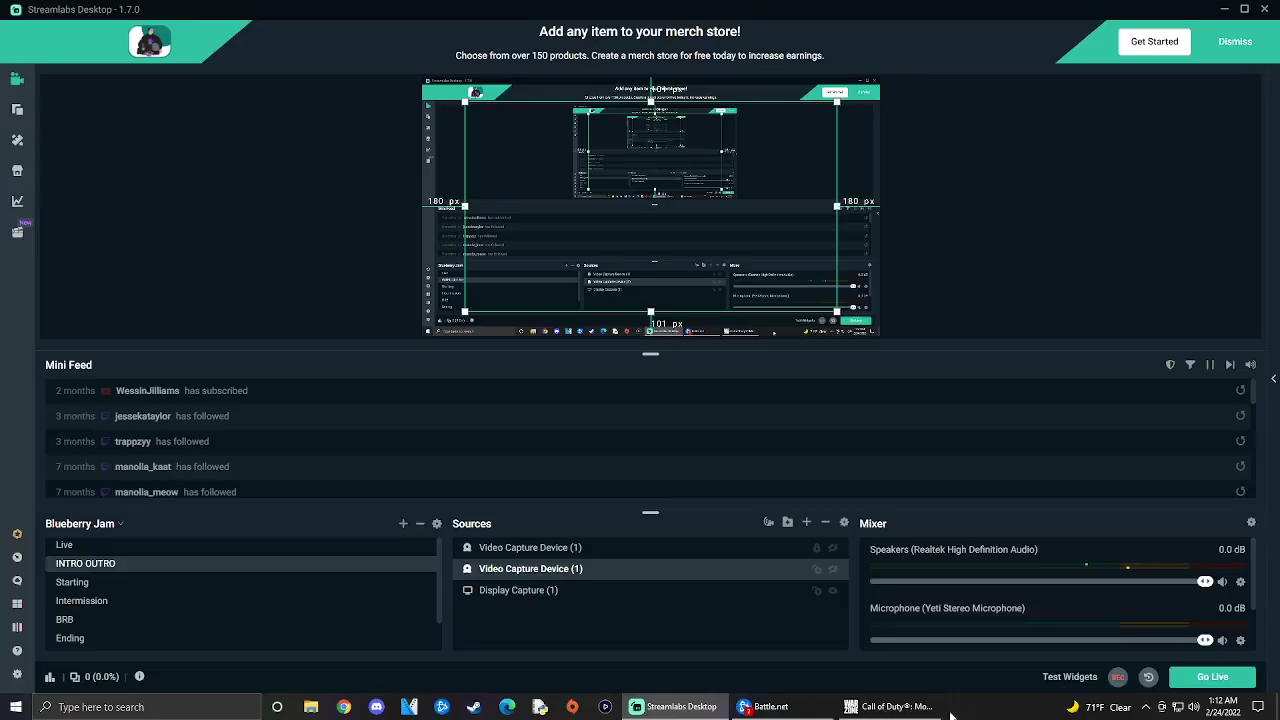 Streamlabs Desktop - 1.7.0
Add any item to your merch store!
Choose from over 150 products. Create a merch store for free today to increase earnings.
Get Started
Dismiss
180 px
180 px
101 px
Mini Feed
2 months WessinJilliams has subscribed
3 months jessekataylor has followed
3 months trappzyy has followed
7 months manolia_kaat has followed
7 months manolia_meow has followed
Blueberry Jam
Sources
Mixer
Live
INTRO OUTRO
Starting
Intermission
BRB
Ending
Video Capture Device (1)
Video Capture Device (1)
Display Capture (1)
Speakers (Realtek High Definition Audio) 0.0 dB
Microphone (Yeti Stereo Microphone) 0.0 dB
0 (0.0%)
Test Widgets
REC
Go Live
Type here to search
Streamlabs Desktop
Battle.net
Call of Duty®: Mo...
71°F Clear
1:12 AM
2/24/2022